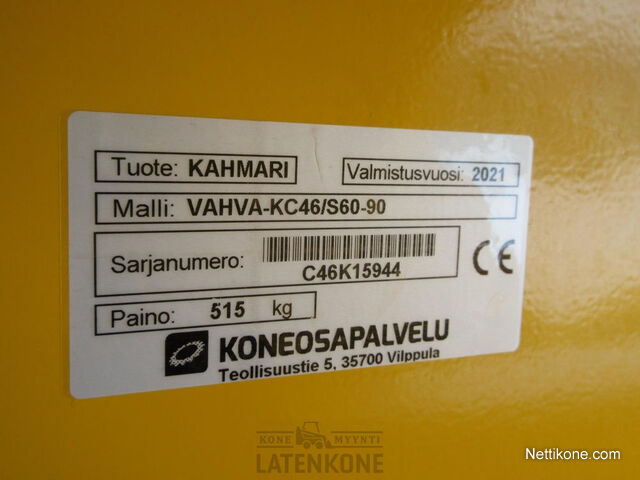 Tuote: KAHMARI
Valmistusvuosi: 2021
Malli: VAHVA-KC46/S60-90
Sarjanumero:
C46K15944
CE
Paino: 515 kg
KONEOSAPALVELU
Teollisuustie 5, 35700 Vilppula
KONE MYYNTI
LATENKONE
Nettikone.com